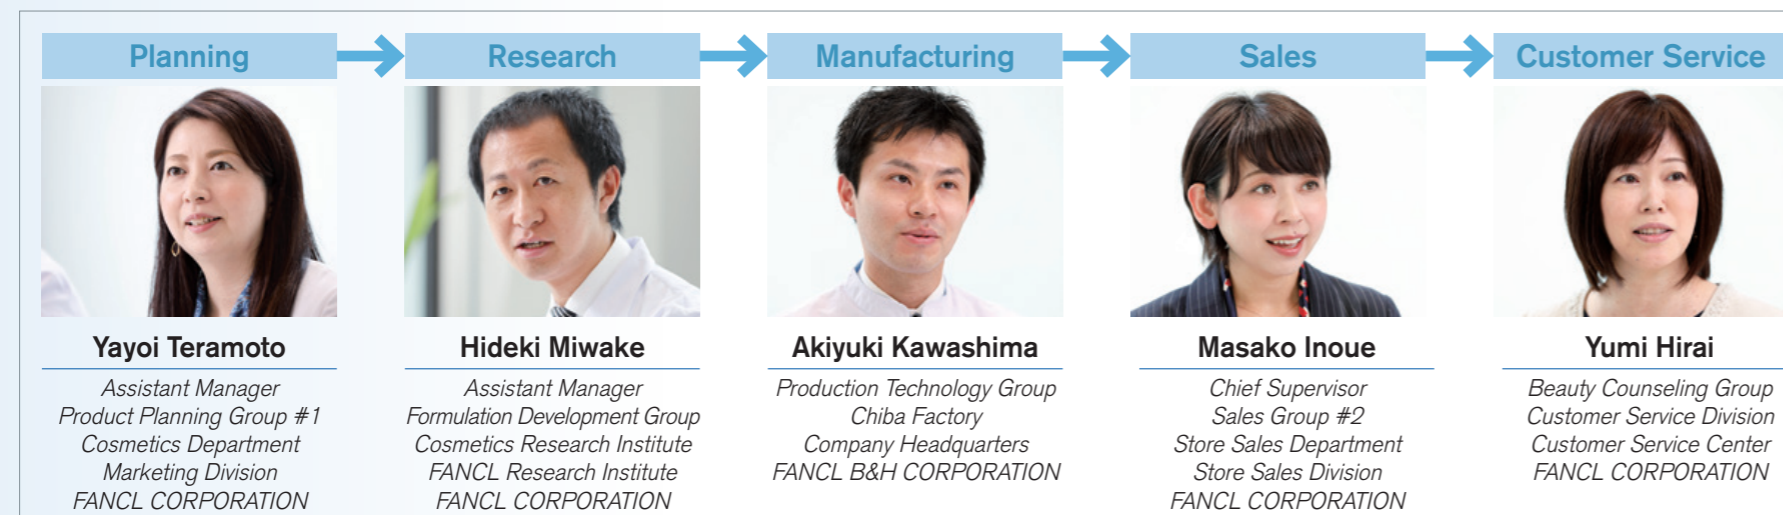 Planning
Research
Manufacturing
Sales
Customer Service
Yayoi Teramoto
Assistant Manager
Product Planning Group #1
Cosmetics Department
Marketing Division
FANCL CORPORATION
Hideki Miwake
Assistant Manager
Formulation Development Group
Cosmetics Research Institute
FANCL Research Institute
FANCL CORPORATION
Akiyuki Kawashima
Production Technology Group
Chiba Factory
Company Headquarters
FANCL B&H CORPORATION
Masako Inoue
Chief Supervisor
Sales Group #2
Store Sales Department
Store Sales Division
FANCL CORPORATION
Yumi Hirai
Beauty Counseling Group
Customer Service Division
Customer Service Center
FANCL CORPORATION